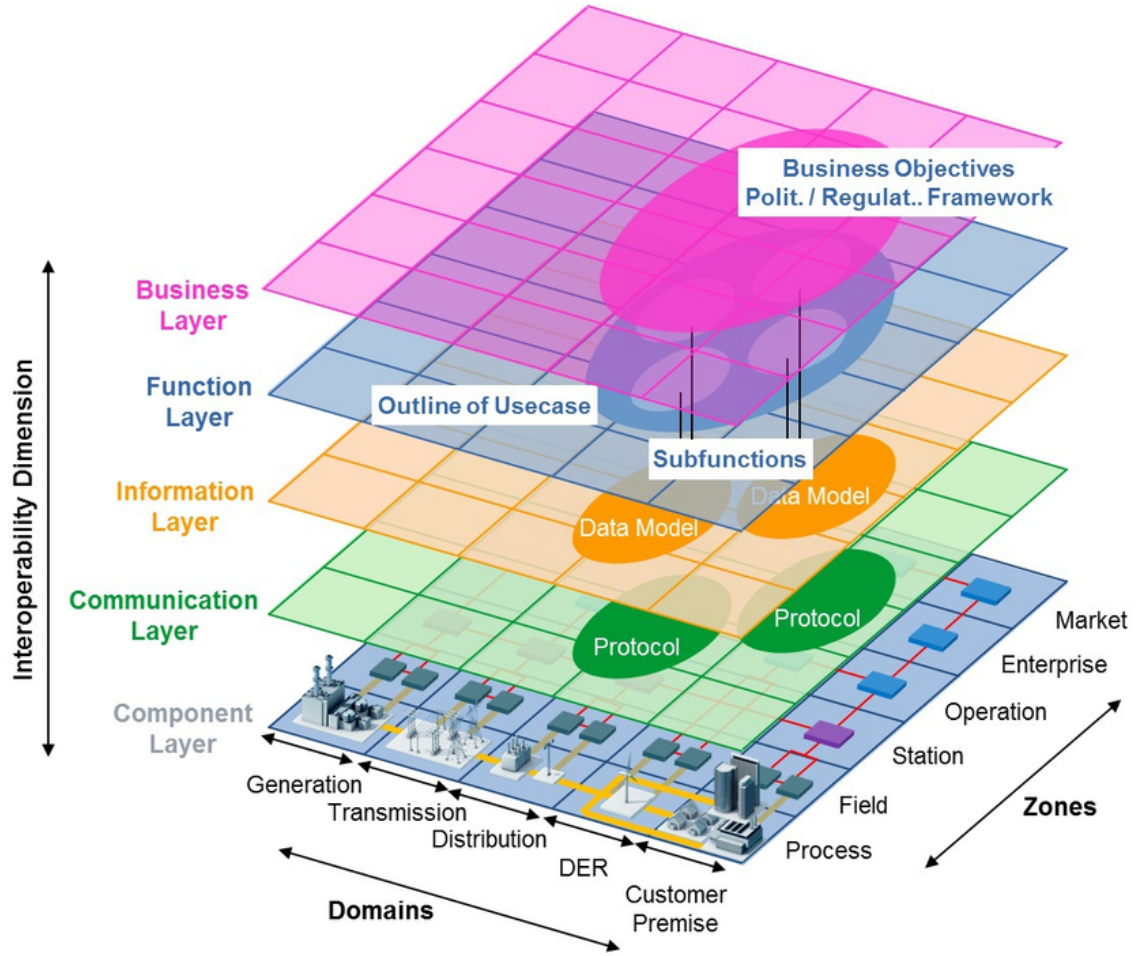 Business Objectives
Polit. / Regulat.. Framework
Business
Layer
Function
Layer
Outline of Usecase
Subfunctions
Information
Layer
Data Model
Data Model
Communication
Layer
Protocol
Protocol
Component
Layer
Interoperability Dimension
Generation
Transmission
Distribution
DER
Customer
Premise
Domains
Market
Enterprise
Operation
Station
Field
Process
Zones